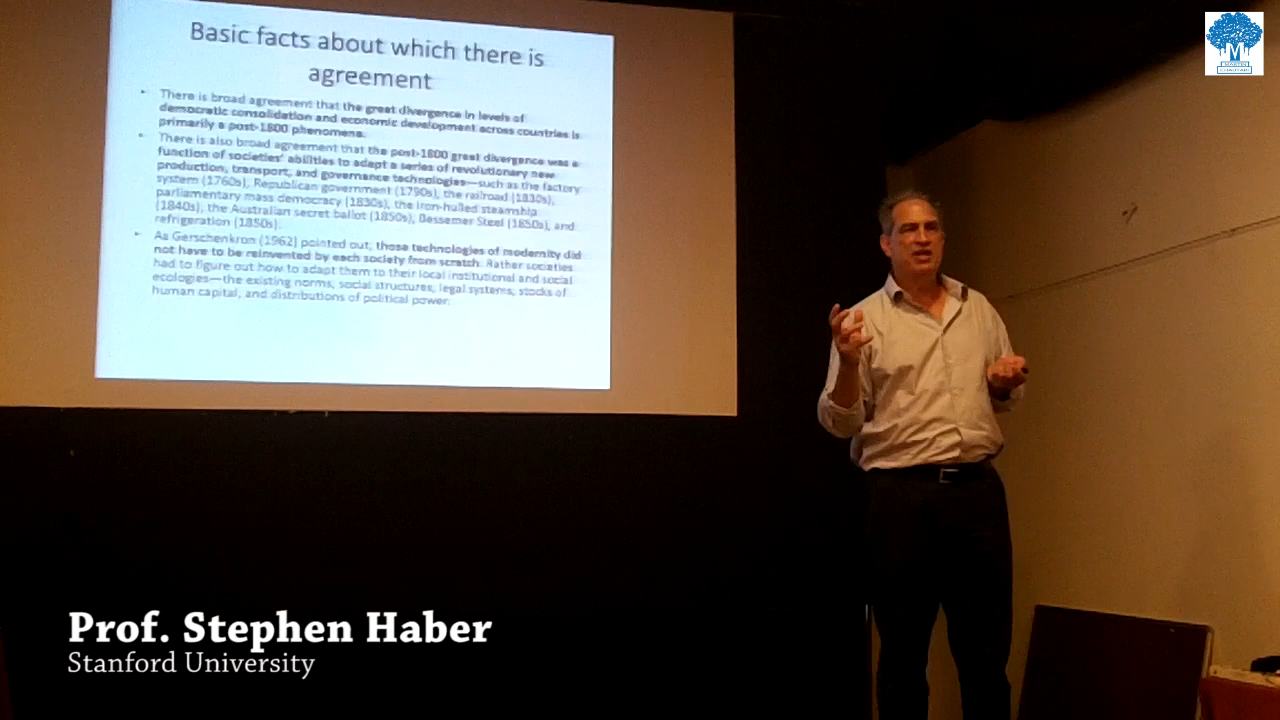 Basic facts about which there is
agreement
• There is broad agreement that the great divergence in levels of
democratic consolidation and economic development across countries is
primarily a post-1800 phenomena.
• There is also broad agreement that the post-1800 great divergence was a
function of societies' abilities to adapt a series of revolutionary new
production, transport, and governance technologies—such as the factory
system (1760s), Republican government (1790s), the railroad (1830s),
parliamentary mass democracy (1830s), the iron-hulled steamship
(1840s), the Australian secret ballot (1850s), Bessemer Steel (1850s), and
refrigeration (1850s).
• As Gerschenkron (1962) pointed out, those technologies of modernity did
not have to be reinvented by each society from scratch. Rather societies
had to figure out how to adapt them to their local institutional and social
ecologies—the existing norms, social structures, legal systems, stocks of
human capital, and distributions of political power.
M
MARTIN
CHAUTARI
Prof. Stephen Haber
Stanford University